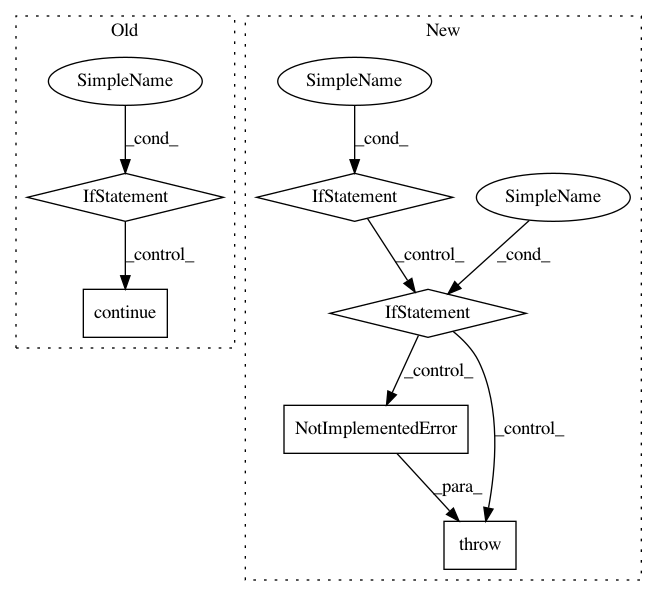 Old
New
SimpleName
SimpleName
_cond_
_cond_
IfStatement
IfStatement
SimpleName
_control_
_control_
_cond_
continue
IfStatement
_control_
_control_
NotImplementedError
_para_
throw